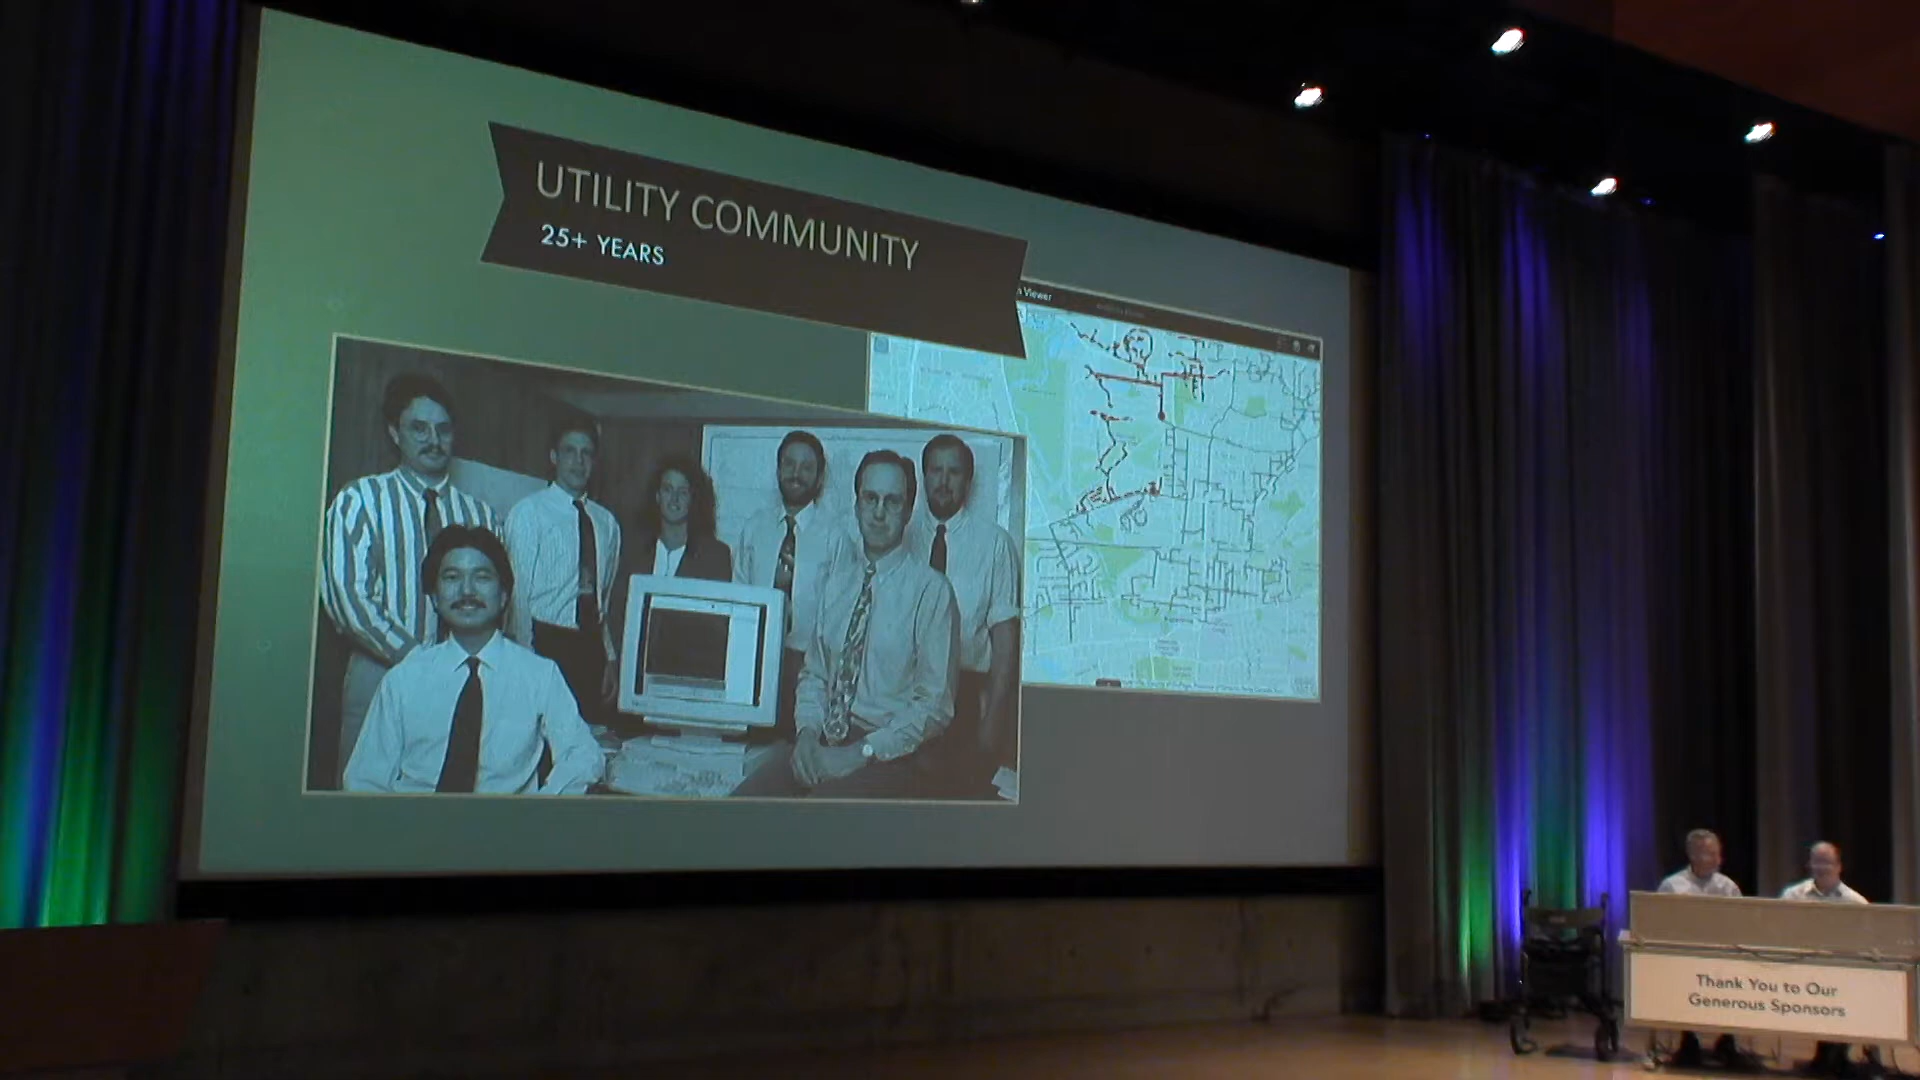 UTILITY COMMUNITY
25+ YEARS
Viewer
Thank You to Our
Generous Sponsors